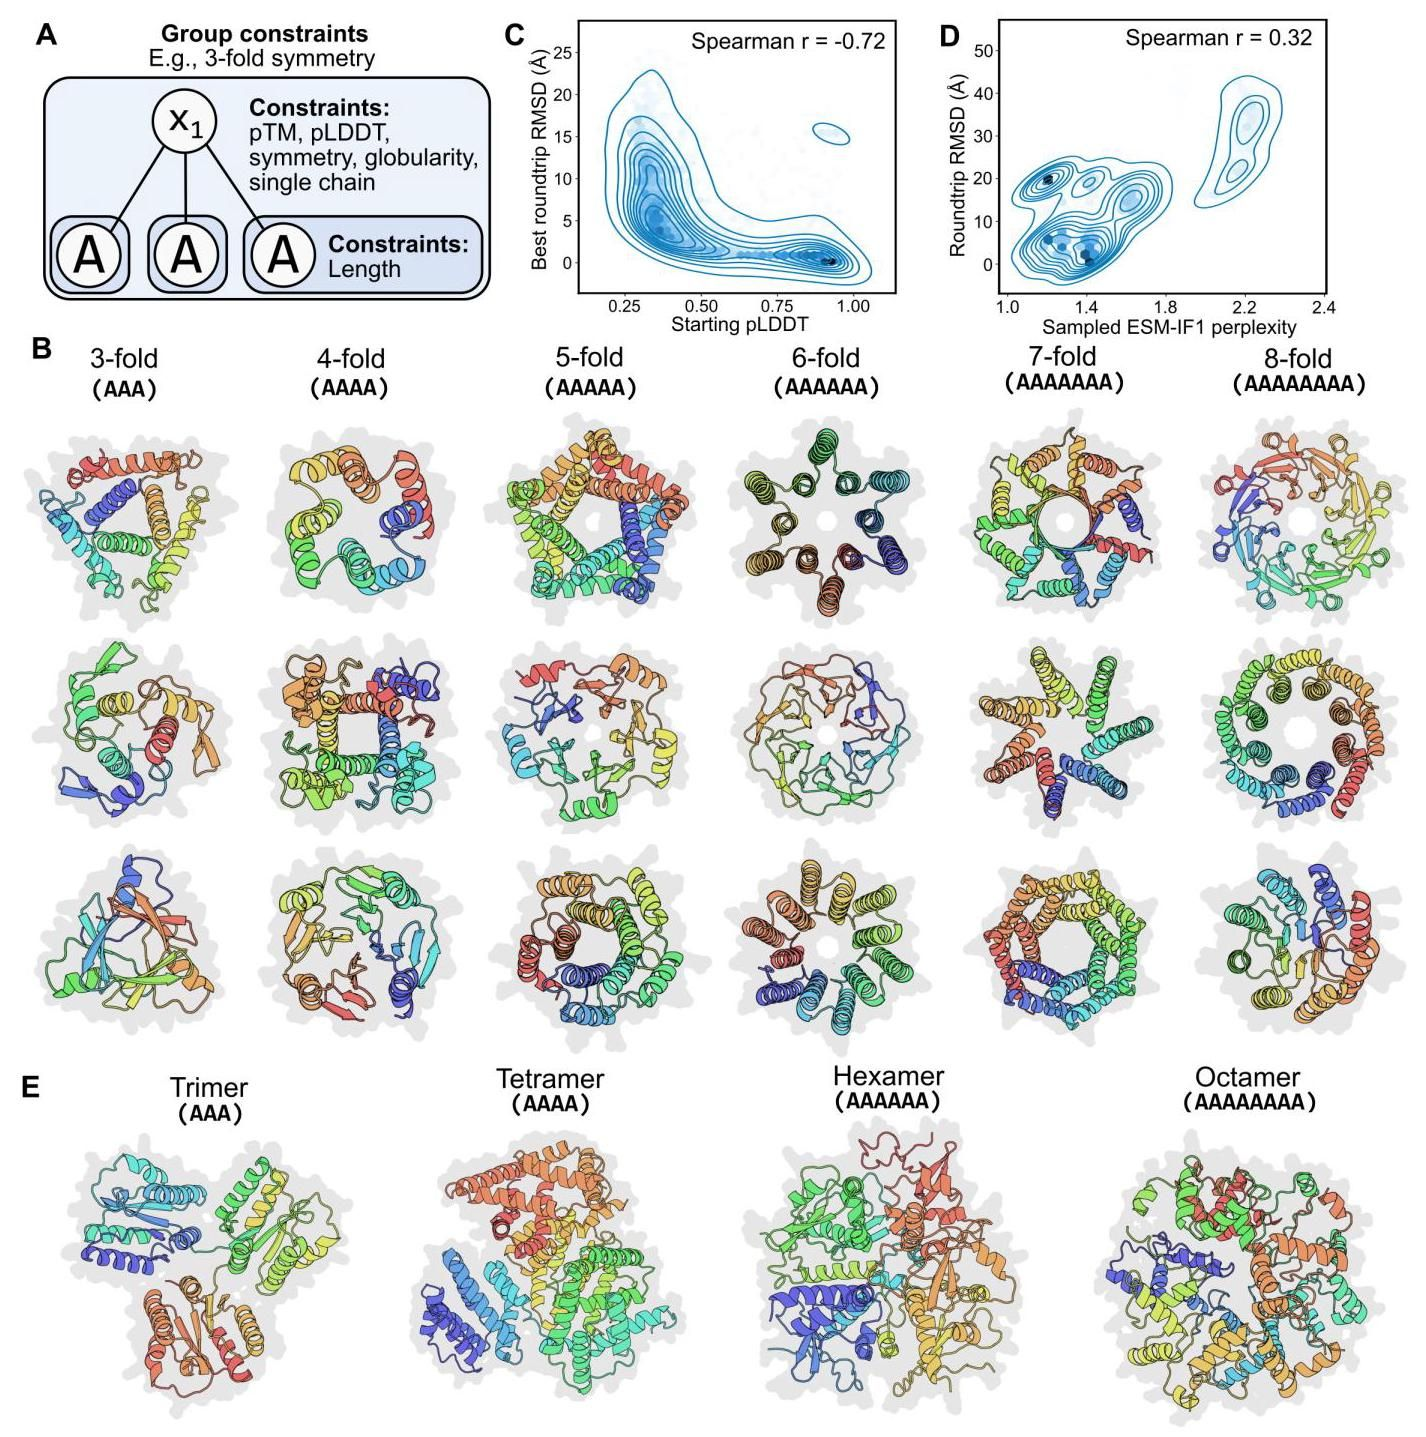 A
Group constraints
E.g., 3-fold symmetry
x1
Constraints:
pTM, pLDDT,
symmetry, globularity,
single chain
A A A
Constraints:
Length
C
Spearman r = -0.72
Best roundtrip RMSD (Å)
25
20
15
10
5
0
0.25 0.50 0.75 1.00
Starting pLDDT
D
Spearman r = 0.32
Roundtrip RMSD (Å)
50
40
30
20
10
0
1.0 1.4 1.8 2.2 2.4
Sampled ESM-IF1 perplexity
B
3-fold
(AAA)
4-fold
(AAAA)
5-fold
(AAAAA)
6-fold
(AAAAAA)
7-fold
(AAAAAAA)
8-fold
(AAAAAAAA)
E
Trimer
(AAA)
Tetramer
(AAAA)
Hexamer
(AAAAAA)
Octamer
(AAAAAAAA)